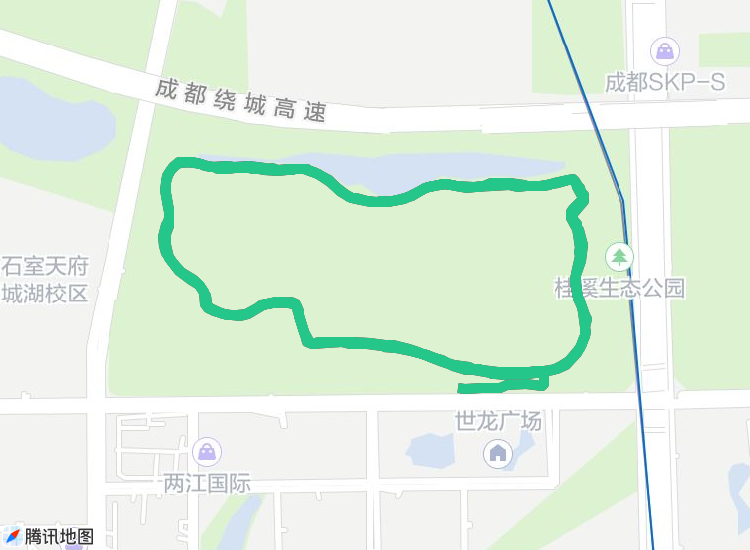 成都SKP-S
成都绕城高速
石室天府
城湖校区
桂溪生态公园
世龙广场
两江国际
腾讯地图